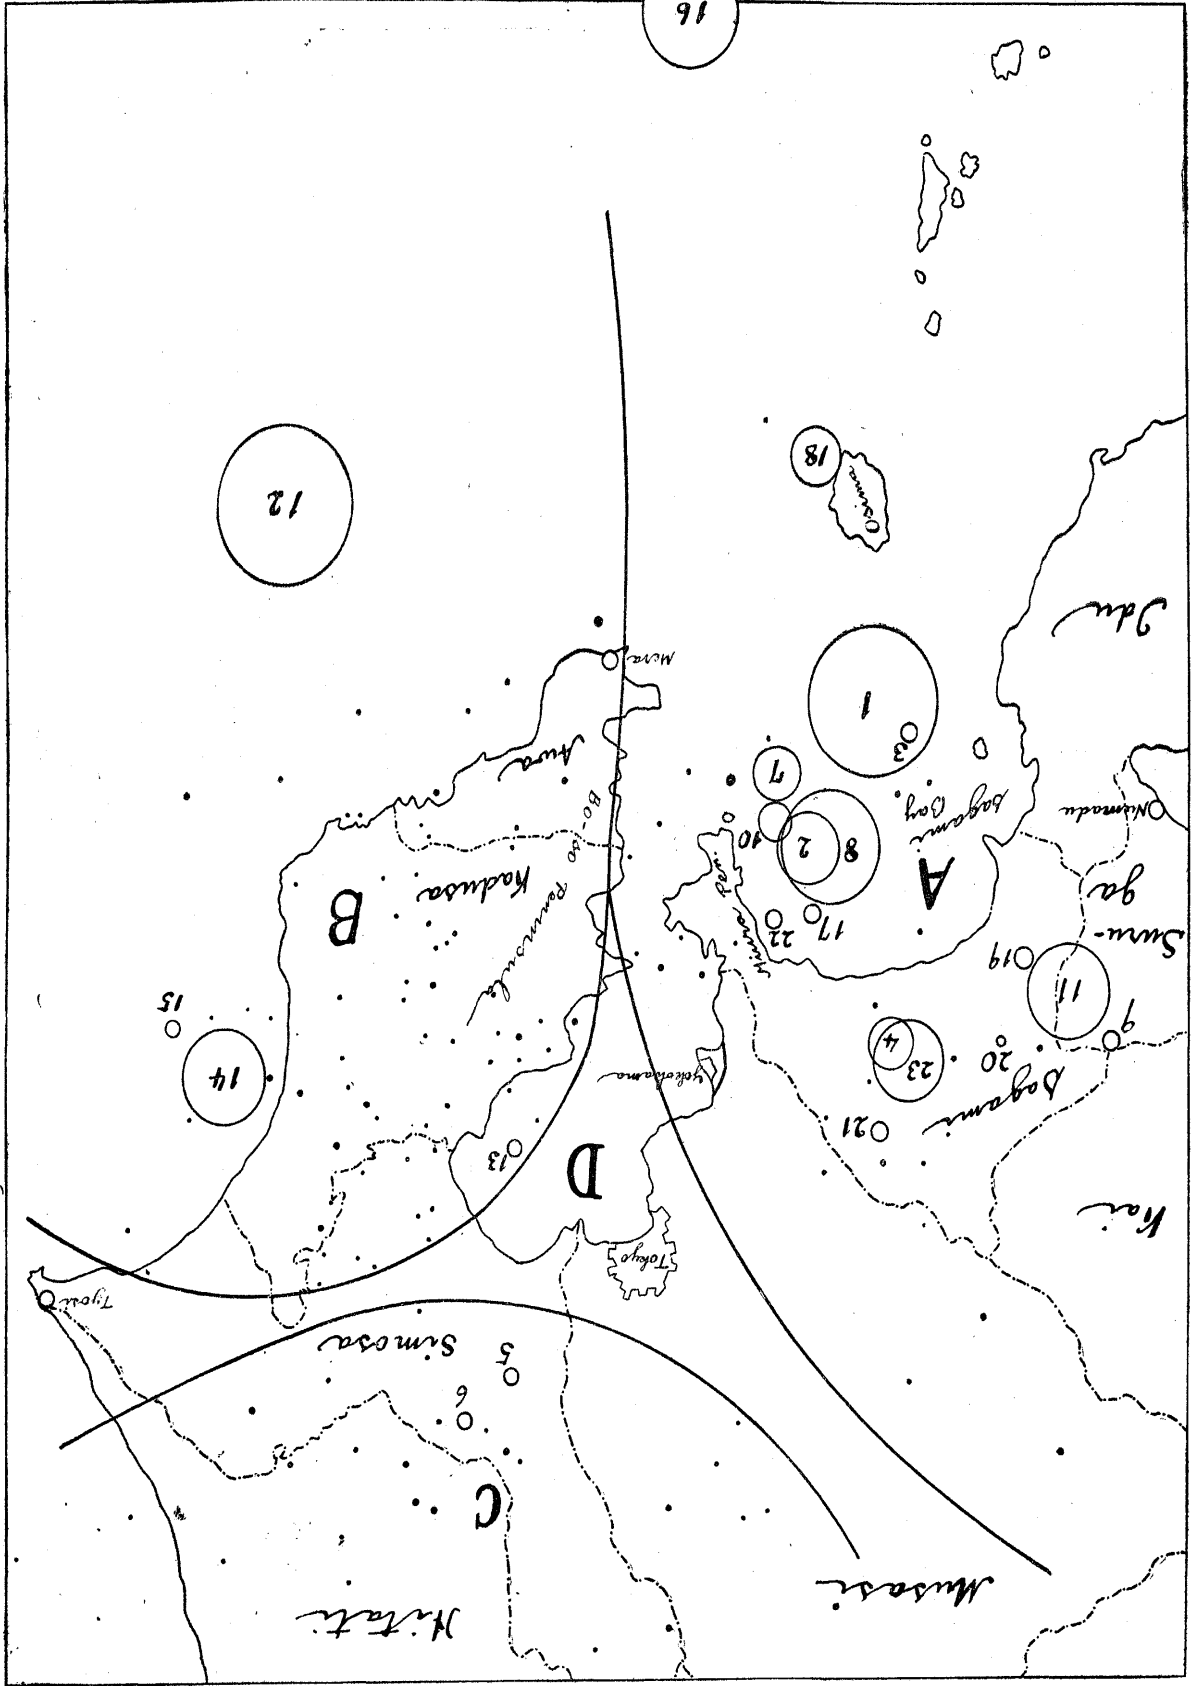 Hitati
Musasi
C
6
5
Simosa
Tyosi
Tokyo
Kai
D
13
21
Sagami
Yokohama
14
23
20
4
9
15
11
19
Suru-
ga
17
22
Miura Pen.
B
A
Kadusa
Bo-so Peninsula
8
2
10
Sagami
Bay
Numadu
7
Awa
3
1
Mera
Idu
Osima
12
18
16